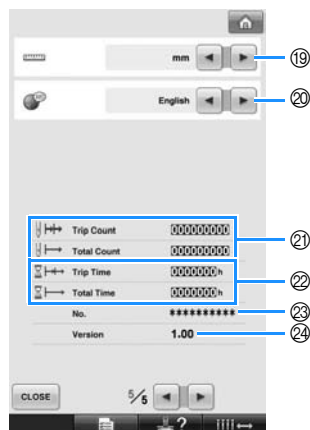 mm ⑲
English ⑳
Trip Count 000000000
Total Count 000000000 ㉑
Trip Time 0000000h
Total Time 0000000h ㉒
No. ********** ㉓
Version 1.00 ㉔
CLOSE 5/5
?